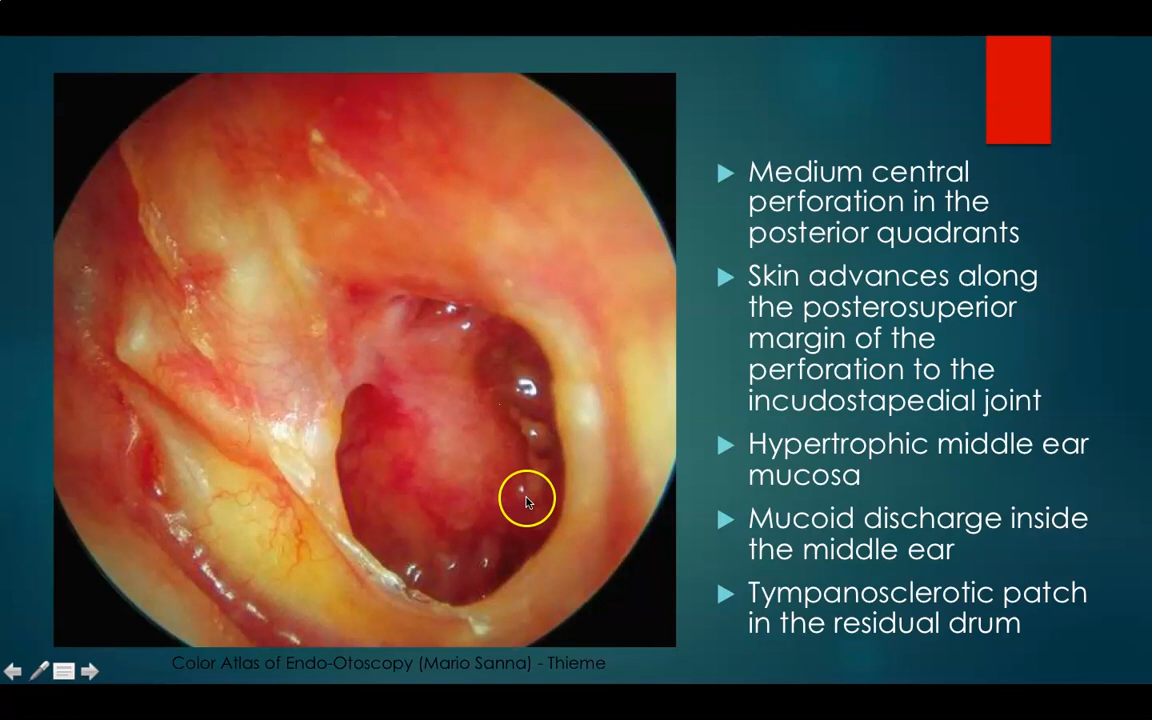 Medium central
perforation in the
posterior quadrants
Skin advances along
the posterosuperior
margin of the
perforation to the
incudostapedial joint
Hypertrophic middle ear
mucosa
Mucoid discharge inside
the middle ear
Tympanosclerotic patch
in the residual drum
Color Atlas of Endo-Otoscopy (Mario Sanna) - Thieme